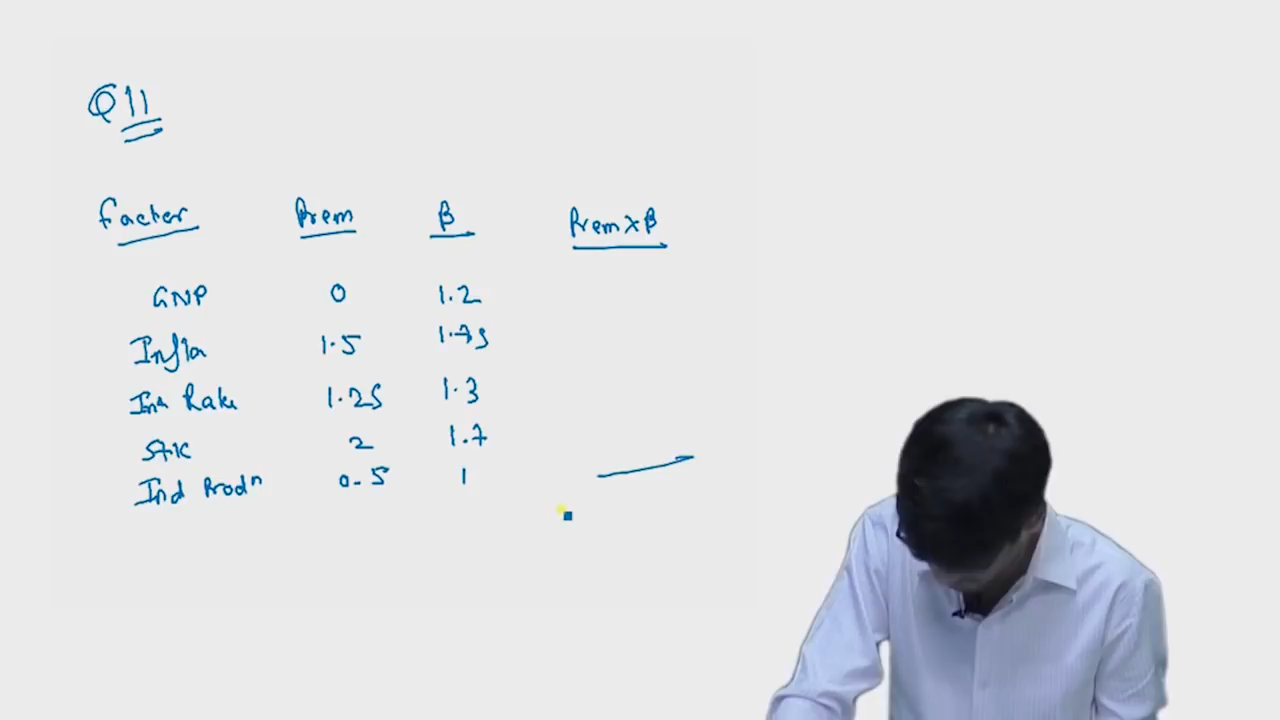 Q11
Factor Prem β Prem×β
GNP 0 1.2
Infla 1.5 1.75
Int Rate 1.25 1.3
Stk 2 1.7
Ind Prodn 0.5 1